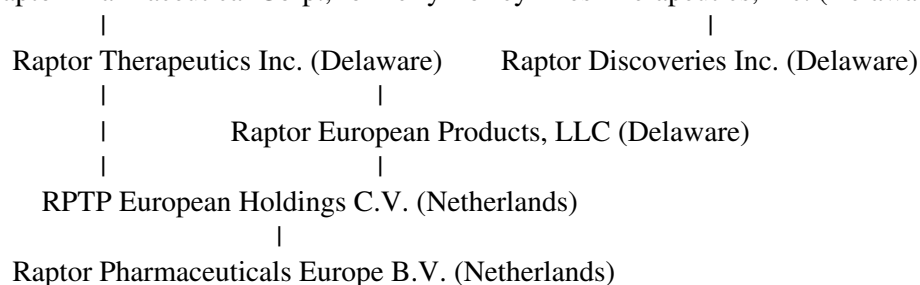 |                                                                                |
Raptor Therapeutics Inc. (Delaware)        Raptor Discoveries Inc. (Delaware)
|                                     |
|                 Raptor European Products, LLC (Delaware)
|                                     |
RPTP European Holdings C.V. (Netherlands)
|
Raptor Pharmaceuticals Europe B.V. (Netherlands)